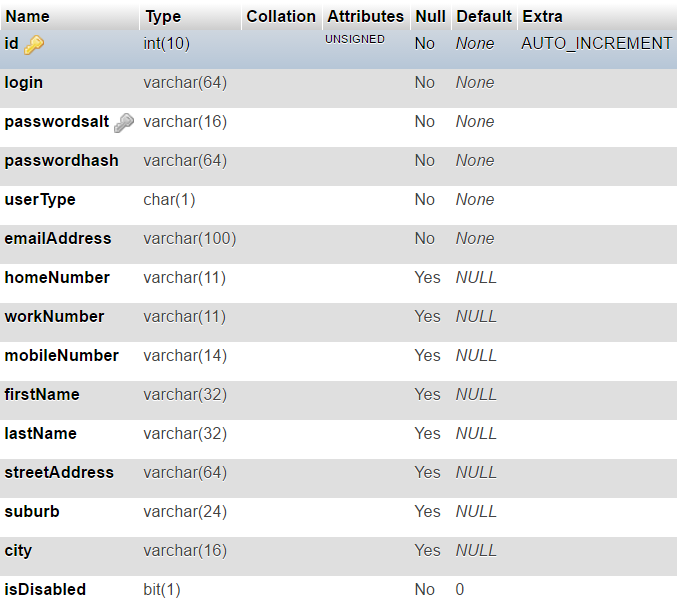 Name Type Collation Attributes Null Default Extra
id int(10) UNSIGNED No None AUTO_INCREMENT
login varchar(64) No None
passwordsalt varchar(16) No None
passwordhash varchar(64) No None
userType char(1) No None
emailAddress varchar(100) No None
homeNumber varchar(11) Yes NULL
workNumber varchar(11) Yes NULL
mobileNumber varchar(14) Yes NULL
firstName varchar(32) Yes NULL
lastName varchar(32) Yes NULL
streetAddress varchar(64) Yes NULL
suburb varchar(24) Yes NULL
city varchar(16) Yes NULL
isDisabled bit(1) No 0